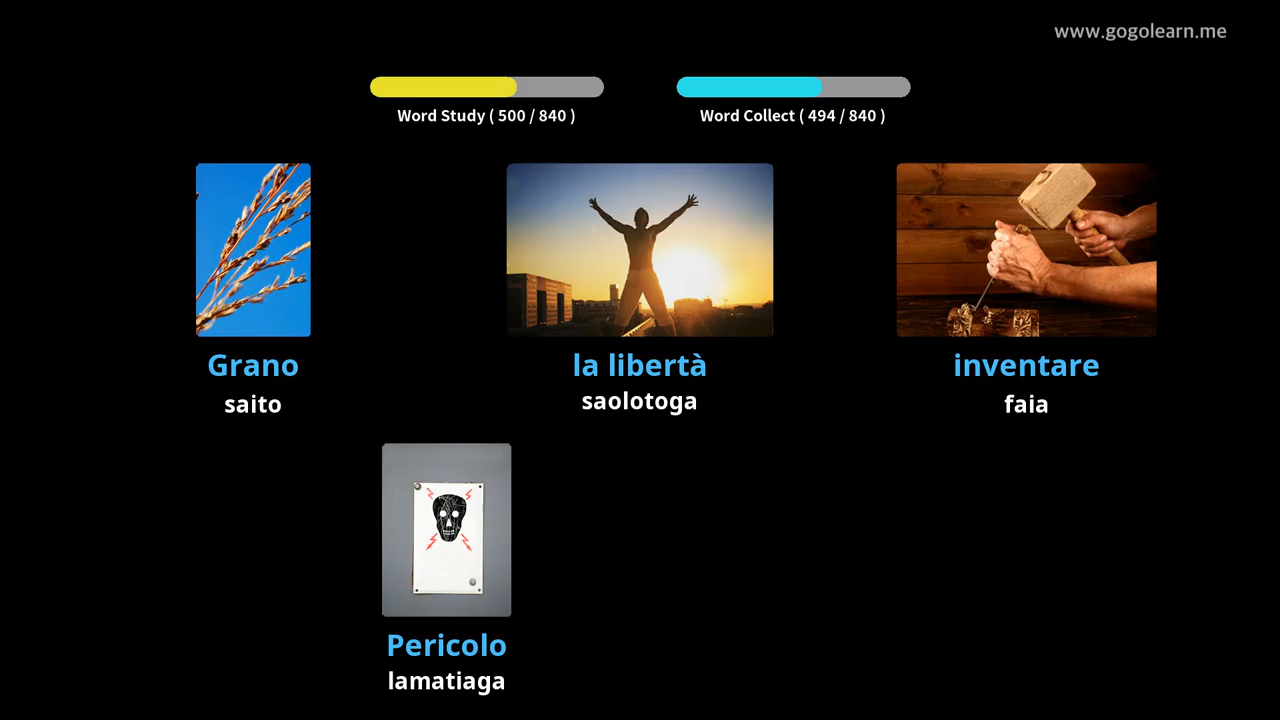 www.gogolearn.me
Word Study ( 500 / 840 )
Word Collect ( 494 / 840 )
Grano
saito
la libertà
saolotoga
inventare
faia
Pericolo
lamatiaga